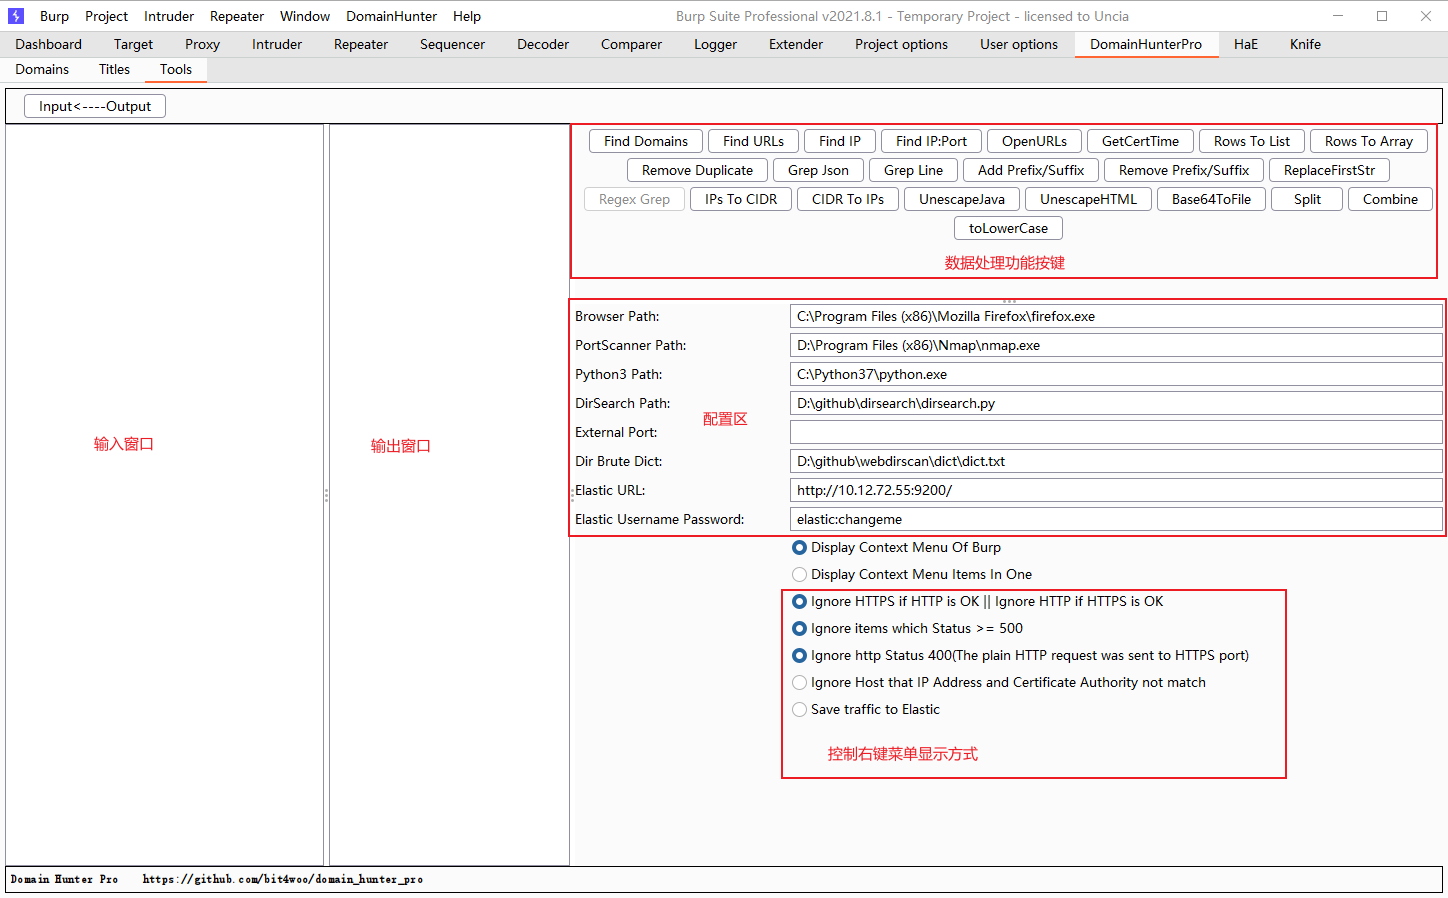 Burp Project Intruder Repeater Window DomainHunter Help Burp Suite Professional v2021.8.1 - Temporary Project - licensed to Uncia
Dashboard Target Proxy Intruder Repeater Sequencer Decoder Comparer Logger Extender Project options User options DomainHunterPro HaE Knife
Domains Titles Tools
Input<----Output
Find Domains Find URLs Find IP Find IP:Port OpenURLs GetCertTime Rows To List Rows To Array
Remove Duplicate Grep Json Grep Line Add Prefix/Suffix Remove Prefix/Suffix ReplaceFirstStr
Regex Grep IPs To CIDR CIDR To IPs UnescapeJava UnescapeHTML Base64ToFile Split Combine
toLowerCase
数据处理功能按键
Browser Path: C:\Program Files (x86)\Mozilla Firefox\firefox.exe
PortScanner Path: D:\Program Files (x86)\Nmap\nmap.exe
Python3 Path: C:\Python37\python.exe
DirSearch Path: D:\github\dirsearch\dirsearch.py
配置区
External Port:
输入窗口
输出窗口
Dir Brute Dict: D:\github\webdirscan\dict\dict.txt
Elastic URL: http://10.12.72.55:9200/
Elastic Username Password: elastic:changeme
Display Context Menu Of Burp
Display Context Menu Items In One
Ignore HTTPS if HTTP is OK || Ignore HTTP if HTTPS is OK
Ignore items which Status >= 500
Ignore http Status 400(The plain HTTP request was sent to HTTPS port)
Ignore Host that IP Address and Certificate Authority not match
Save traffic to Elastic
控制右键菜单显示方式
Domain Hunter Pro https://github.com/bit4woo/domain_hunter_pro